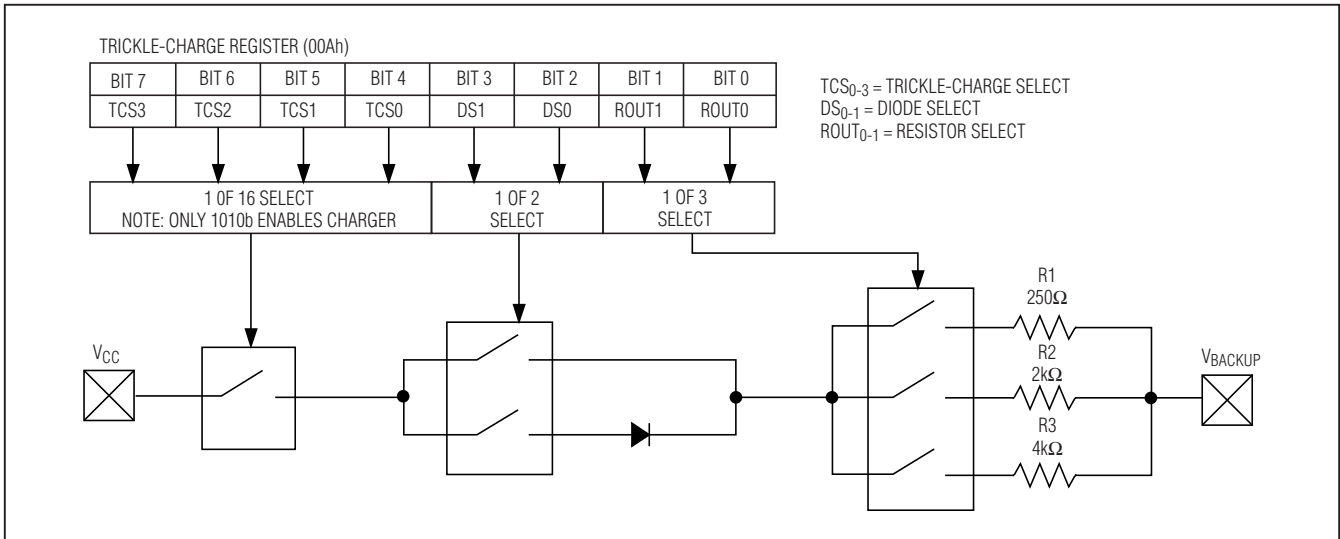 TRICKLE-CHARGE REGISTER (00Ah)
BIT 7 BIT 6 BIT 5 BIT 4 BIT 3 BIT 2 BIT 1 BIT 0
TCS3 TCS2 TCS1 TCS0 DS1 DS0 ROUT1 ROUT0
TCS0-3 = TRICKLE-CHARGE SELECT
DS0-1 = DIODE SELECT
ROUT0-1 = RESISTOR SELECT
1 OF 16 SELECT
NOTE: ONLY 1010b ENABLES CHARGER
1 OF 2
SELECT
1 OF 3
SELECT
R1
250Ω
VCC
R2
2kΩ
VBACKUP
R3
4kΩ